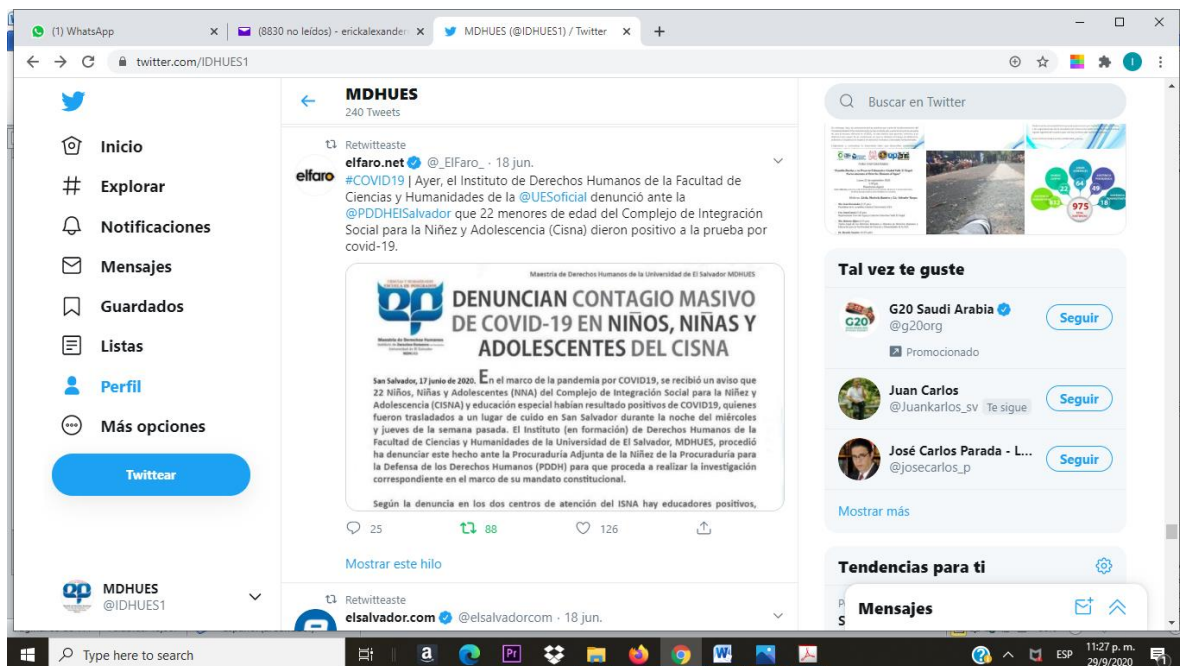 (1) WhatsApp
(8830 no leídos) - erickalexander
MDHUES (@IDHUES1) / Twitter
twitter.com/IDHUES1
Inicio
Explorar
Notificaciones
Mensajes
Guardados
Listas
Perfil
Más opciones
Twittear
MDHUES
@IDHUES1
MDHUES
240 Tweets
Retwitteaste
elfaro.net @_ElFaro_ · 18 jun.
elfaro
#COVID19 | Ayer, el Instituto de Derechos Humanos de la Facultad de
Ciencias y Humanidades de la @UESoficial denunció ante la
@PDDHElSalvador que 22 menores de edad del Complejo de Integración
Social para la Niñez y Adolescencia (Cisna) dieron positivo a la prueba por
covid-19.
Maestría de Derechos Humanos de la Universidad de El Salvador MDHUES
DENUNCIAN CONTAGIO MASIVO
DE COVID-19 EN NIÑOS, NIÑAS Y
ADOLESCENTES DEL CISNA
San Salvador, 17 junio de 2020. En el marco de la pandemia por COVID19, se recibió un aviso que
22 Niños, Niñas y Adolescentes (NNA) del Complejo de Integración Social para la Niñez y
Adolescencia (CISNA) y educación especial habían resultado positivos de COVID19, quienes
fueron trasladados a un lugar de cuido en San Salvador durante la noche del miércoles
y jueves de la semana pasada. El Instituto (en formación) de Derechos Humanos de la
Facultad de Ciencias y Humanidades de la Universidad de El Salvador, MDHUES, procedió
ha denunciar este hecho ante la Procuraduría Adjunta de la Niñez de la Procuraduría para
la Defensa de los Derechos Humanos (PDDH) para que proceda a realizar la investigación
correspondiente en el marco de su mandato constitucional.
Según la denuncia en los dos centros de atención del ISNA hay educadores positivos,
25
88
126
Mostrar este hilo
Retwitteaste
elsalvador.com @elsalvadorcom · 18 jun.
Buscar en Twitter
975
Tal vez te guste
G20 Saudi Arabia
@g20org
Seguir
Promocionado
Juan Carlos
@Juankarlos_sv Te sigue
Seguir
José Carlos Parada - L...
@josecarlos_p
Seguir
Mostrar más
Tendencias para ti
Mensajes
Type here to search
ESP
11:27 p. m.
29/9/2020